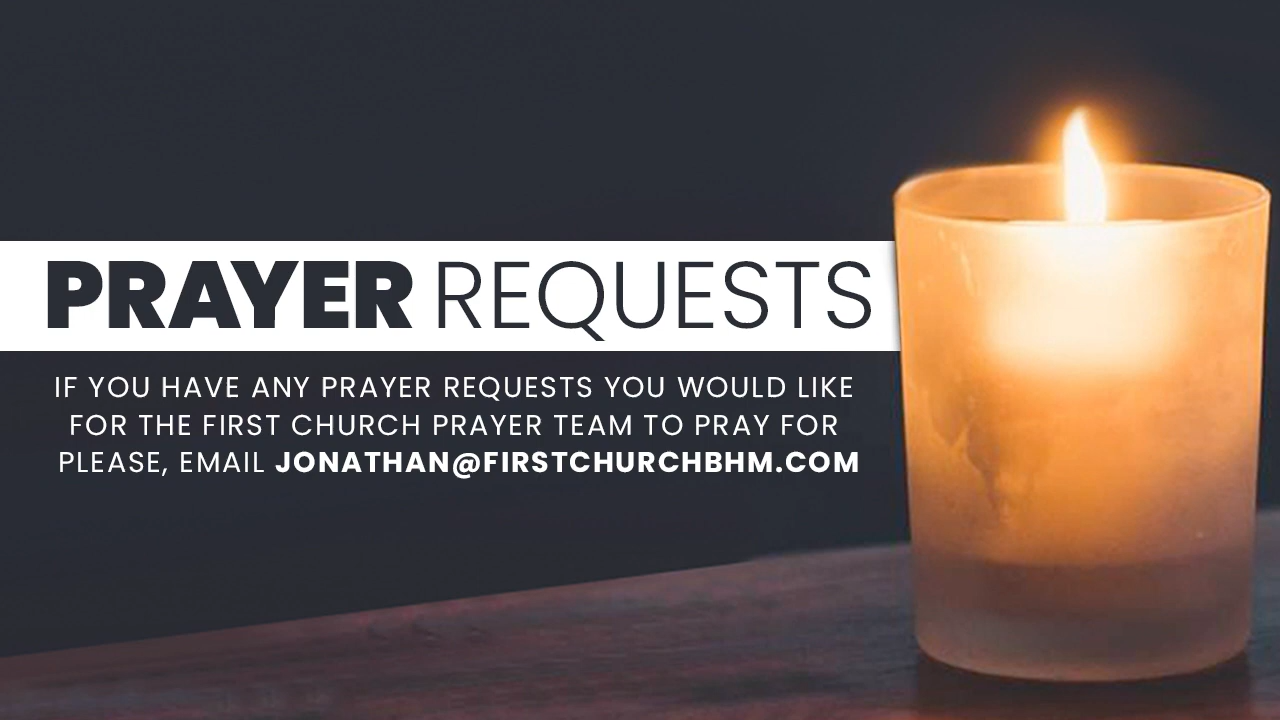 PRAYER REQUESTS
IF YOU HAVE ANY PRAYER REQUESTS YOU WOULD LIKE
FOR THE FIRST CHURCH PRAYER TEAM TO PRAY FOR
PLEASE, EMAIL JONATHAN@FIRSTCHURCHBHM.COM